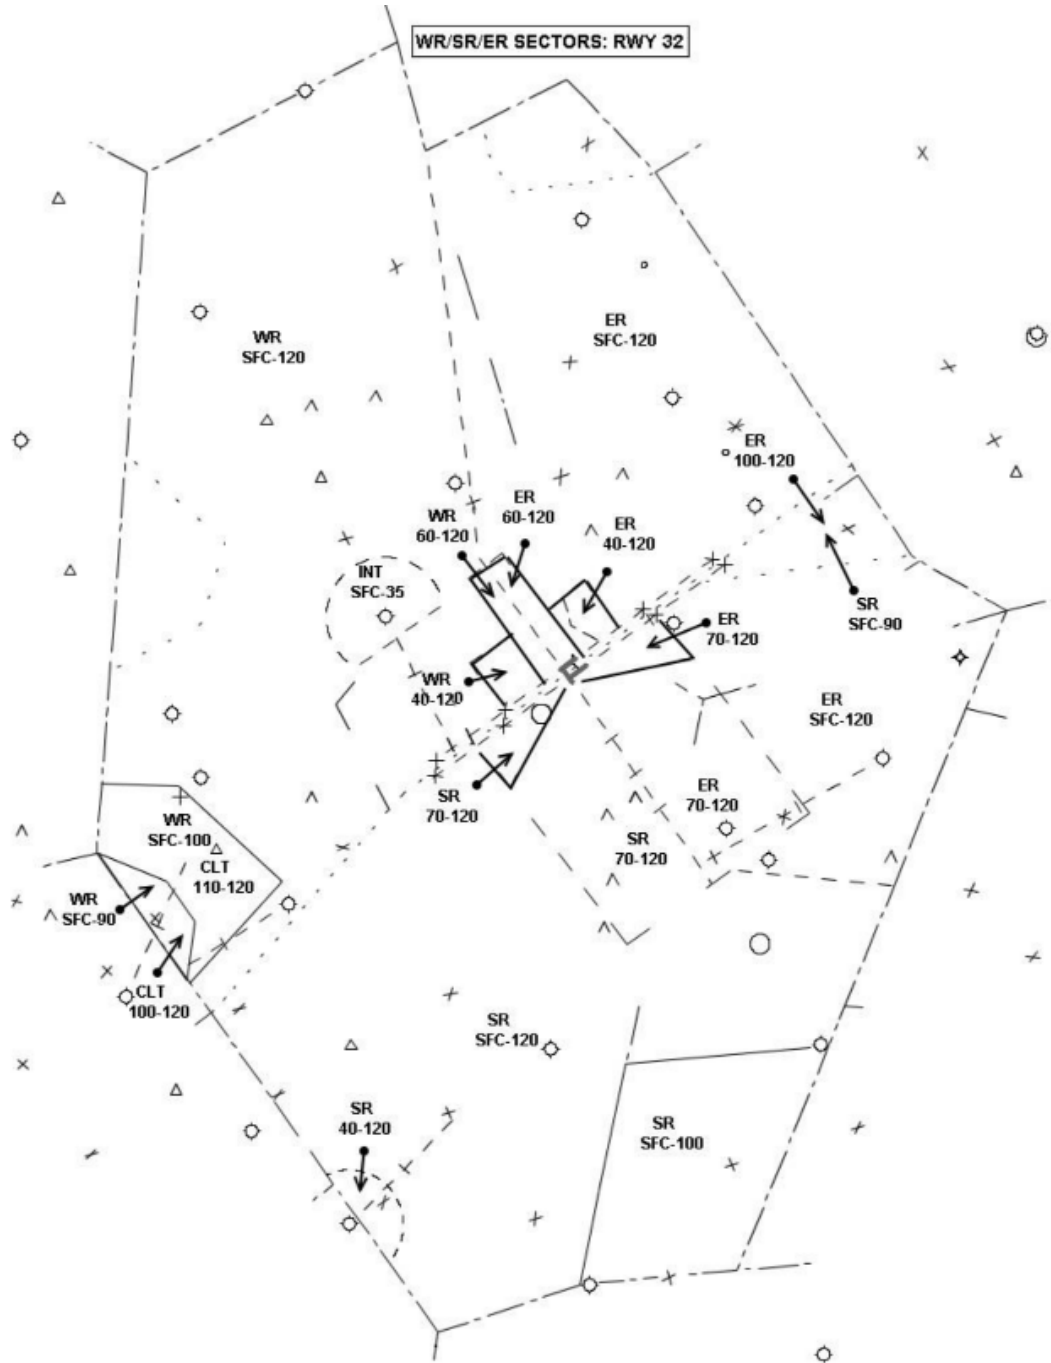 WR/SR/ER SECTORS: RWY 32
ER
SFC-120
WR
SFC-120
ER
100-120
ER
60-120
WR
60-120
ER
40-120
INT
SFC-35
SR
SFC-90
ER
70-120
WR
40-120
ER
SFC-120
ER
70-120
SR
70-120
SR
70-120
WR
SFC-100
CLT
110-120
WR
SFC-90
CLT
100-120
SR
SFC-120
SR
40-120
SR
SFC-100